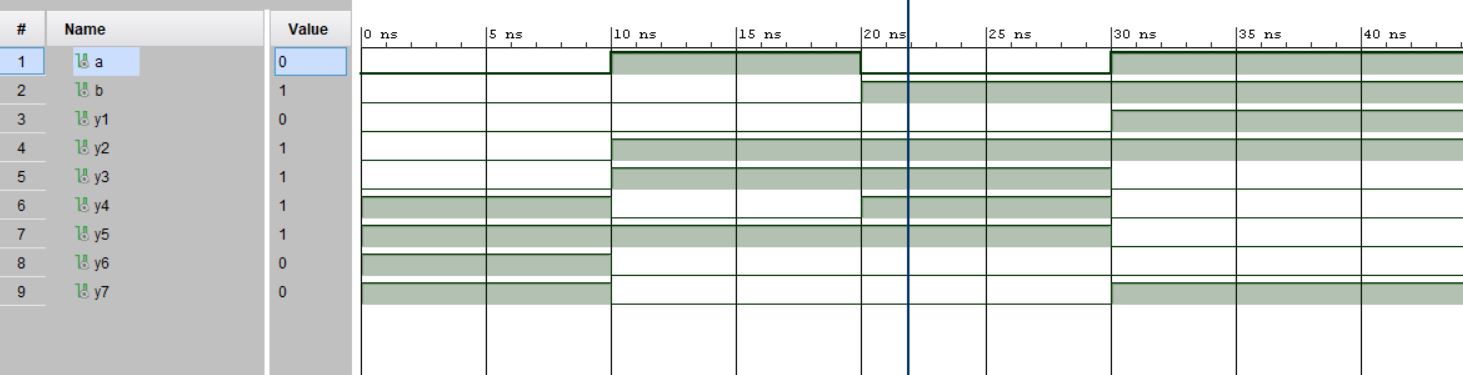 # Name Value
0 ns 5 ns 10 ns 15 ns 20 ns 25 ns 30 ns 35 ns 40 ns
1 a 0
2 b 1
3 y1 0
4 y2 1
5 y3 1
6 y4 1
7 y5 1
8 y6 0
9 y7 0